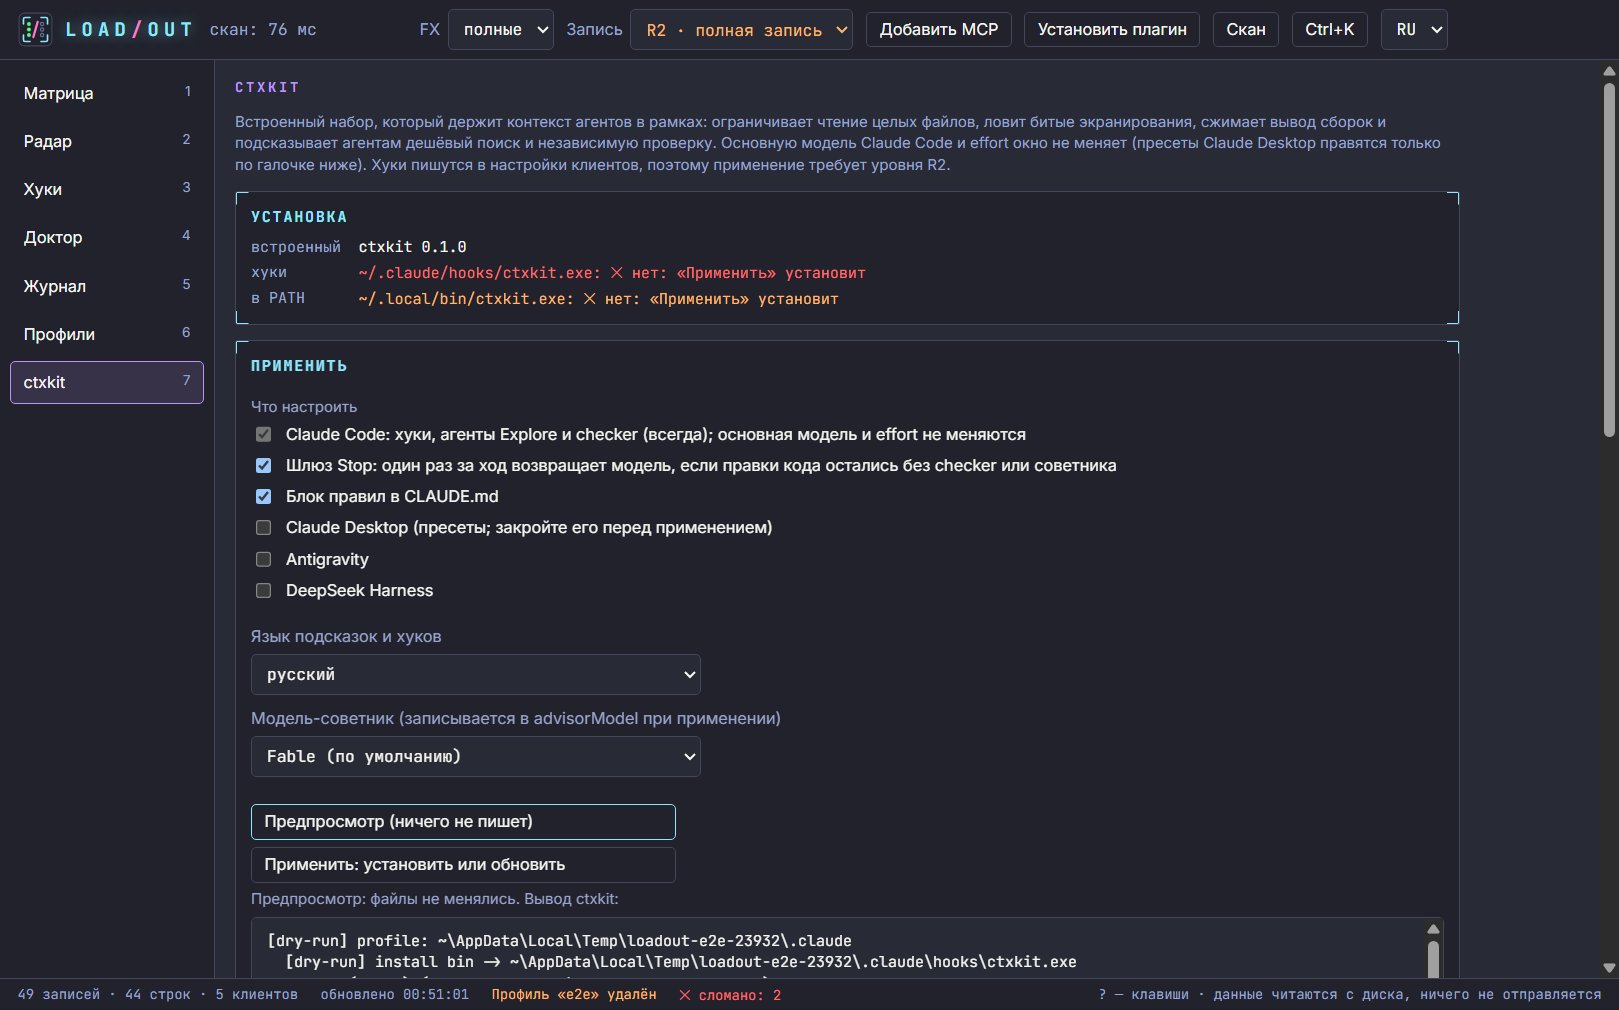 LOAD/OUT скан: 76 мс FX полные Запись R2 · полная запись Добавить MCP Установить плагин Скан Ctrl+K RU
Матрица 1
Радар 2
Хуки 3
Доктор 4
Журнал 5
Профили 6
ctxkit 7
CTXKIT
Встроенный набор, который держит контекст агентов в рамках: ограничивает чтение целых файлов, ловит битые экранирования, сжимает вывод сборок и
подсказывает агентам дешёвый поиск и независимую проверку. Основную модель Claude Code и effort окно не меняет (пресеты Claude Desktop правятся только
по галочке ниже). Хуки пишутся в настройки клиентов, поэтому применение требует уровня R2.
УСТАНОВКА
встроенный ctxkit 0.1.0
хуки ~/.claude/hooks/ctxkit.exe: ✕ нет: «Применить» установит
в PATH ~/.local/bin/ctxkit.exe: ✕ нет: «Применить» установит
ПРИМЕНИТЬ
Что настроить
Claude Code: хуки, агенты Explore и checker (всегда); основная модель и effort не меняются
Шлюз Stop: один раз за ход возвращает модель, если правки кода остались без checker или советника
Блок правил в CLAUDE.md
Claude Desktop (пресеты; закройте его перед применением)
Antigravity
DeepSeek Harness
Язык подсказок и хуков
русский
Модель-советник (записывается в advisorModel при применении)
Fable (по умолчанию)
Предпросмотр (ничего не пишет)
Применить: установить или обновить
Предпросмотр: файлы не менялись. Вывод ctxkit:
[dry-run] profile: ~\AppData\Local\Temp\loadout-e2e-23932\.claude
[dry-run] install bin —> ~\AppData\Local\Temp\loadout-e2e-23932\.claude\hooks\ctxkit.exe
49 записей · 44 строк · 5 клиентов обновлено 00:51:01 Профиль «e2e» удалён ✕ сломано: 2 ? — клавиши · данные читаются с диска, ничего не отправляется